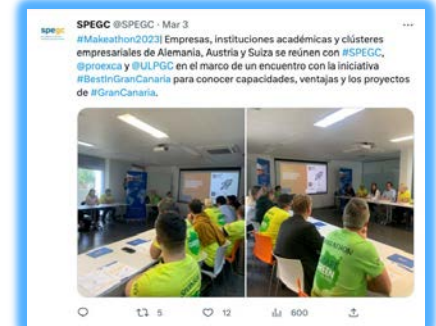 spegc
SPEGC @SPEGC · Mar 3
#Makeathon2023| Empresas, instituciones académicas y clústeres
empresariales de Alemania, Austria y Suiza se reúnen con #SPEGC,
@proexca y @ULPGC en el marco de un encuentro con la iniciativa
#BestInGranCanaria para conocer capacidades, ventajas y los proyectos
de #GranCanaria.
GREEN
5 12 600